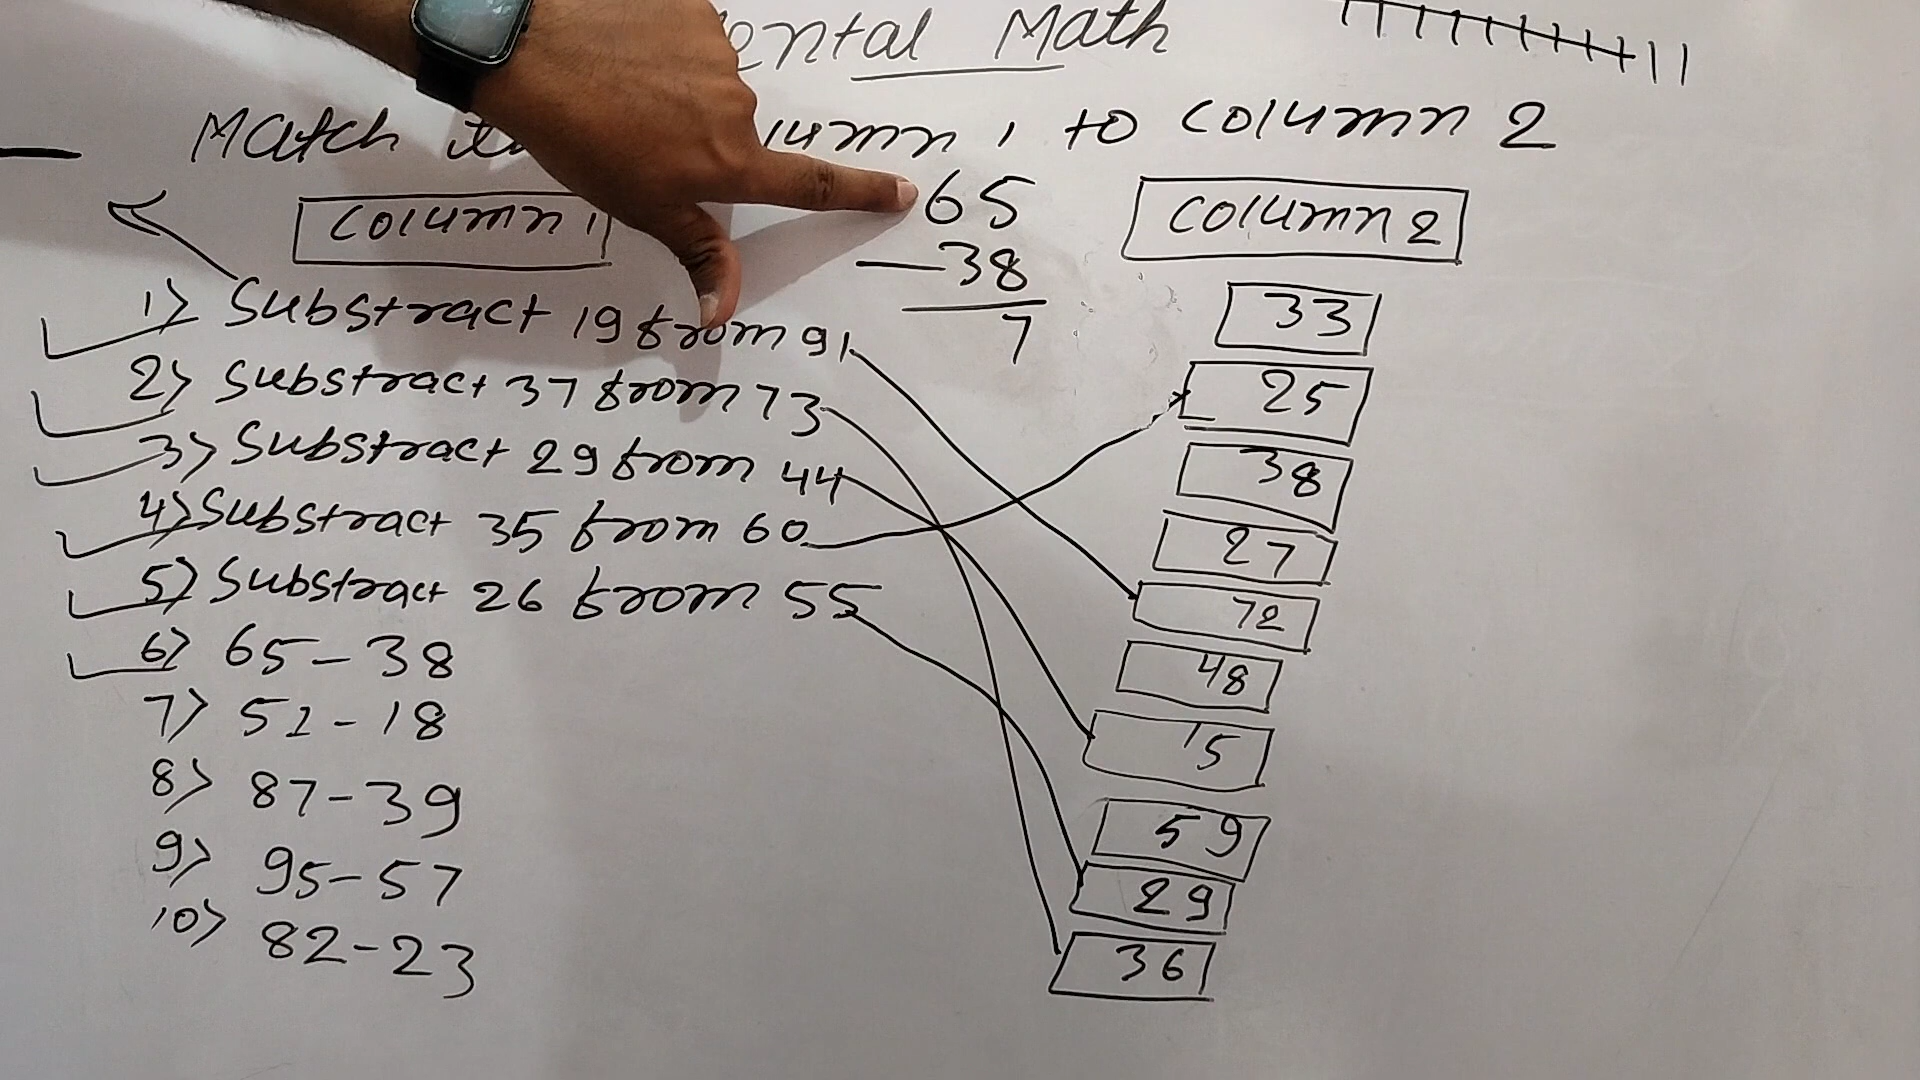 ental Math
Match umn 1 to column 2
column 1
65
-38
7
column 2
1) Substract 19 from 91
2) Substract 37 from 73
3) Substract 29 from 44
4) Substract 35 from 60
5) Substract 26 from 55
6) 65-38
7) 51-18
8) 87-39
9) 95-57
10) 82-23
33
25
38
27
72
48
15
59
29
36